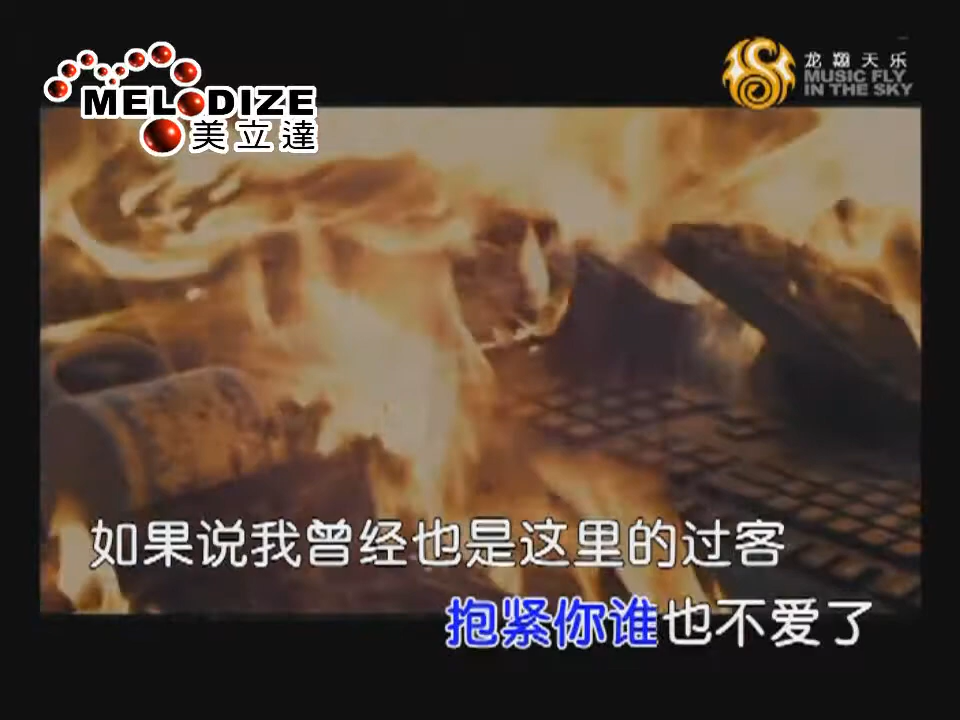 MELODIZE
美立達
龙翔天乐
MUSIC FLY
IN THE SKY
如果说我曾经也是这里的过客
抱紧你谁也不爱了